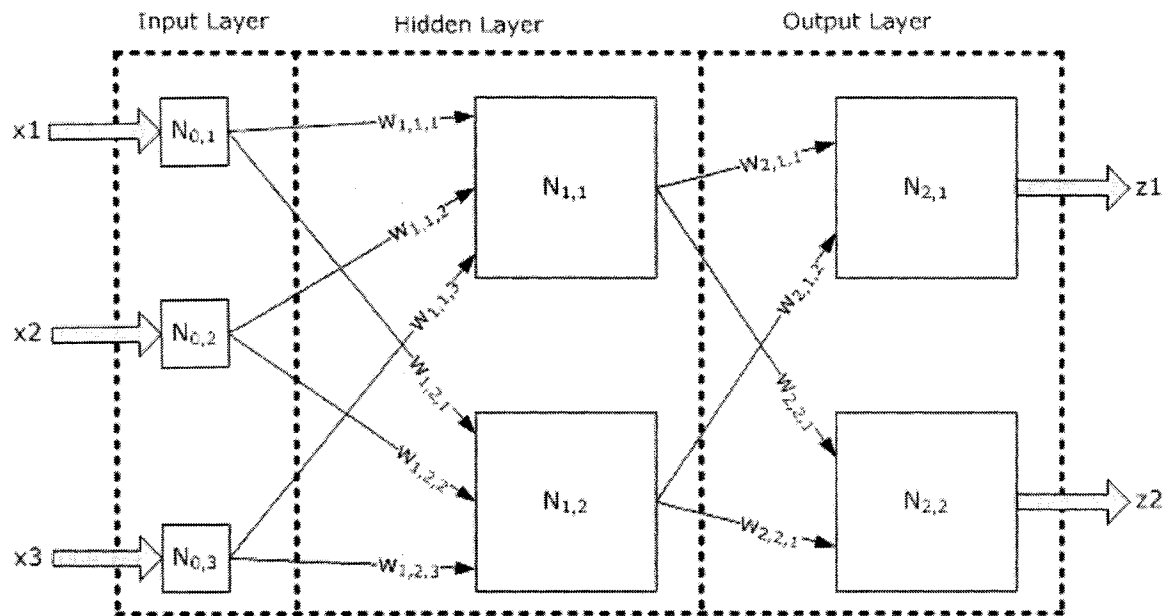 Input Layer
Hidden Layer
Output Layer
x1
N0,1
w1,1,1
N1,1
w2,1,1
N2,1
z1
w1,1,2
w1,1,3
w2,1,2
x2
N0,2
w1,2,1
w2,2,1
w1,2,2
N1,2
N2,2
z2
x3
N0,3
w1,2,3
w2,2,1